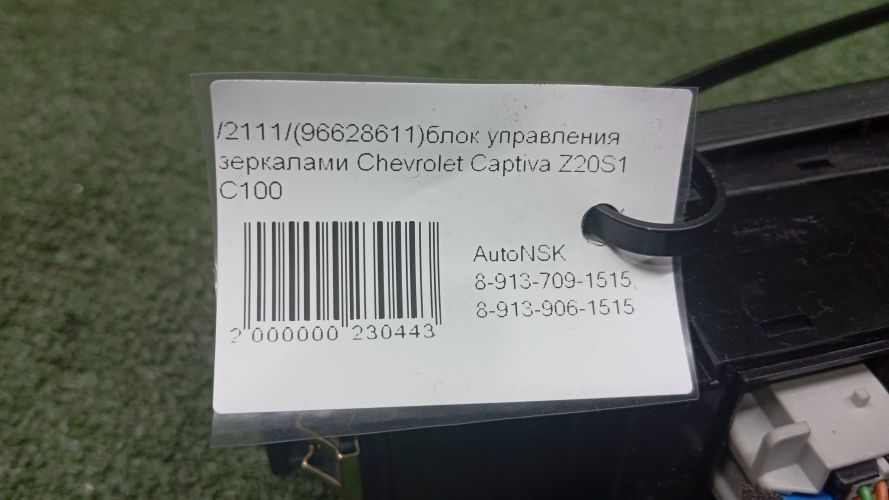 /2111/(96628611)блок управления
зеркалами Chevrolet Captiva Z20S1
C100
AutoNSK
8-913-709-1515,
8-913-906-1515
2 000000 230443